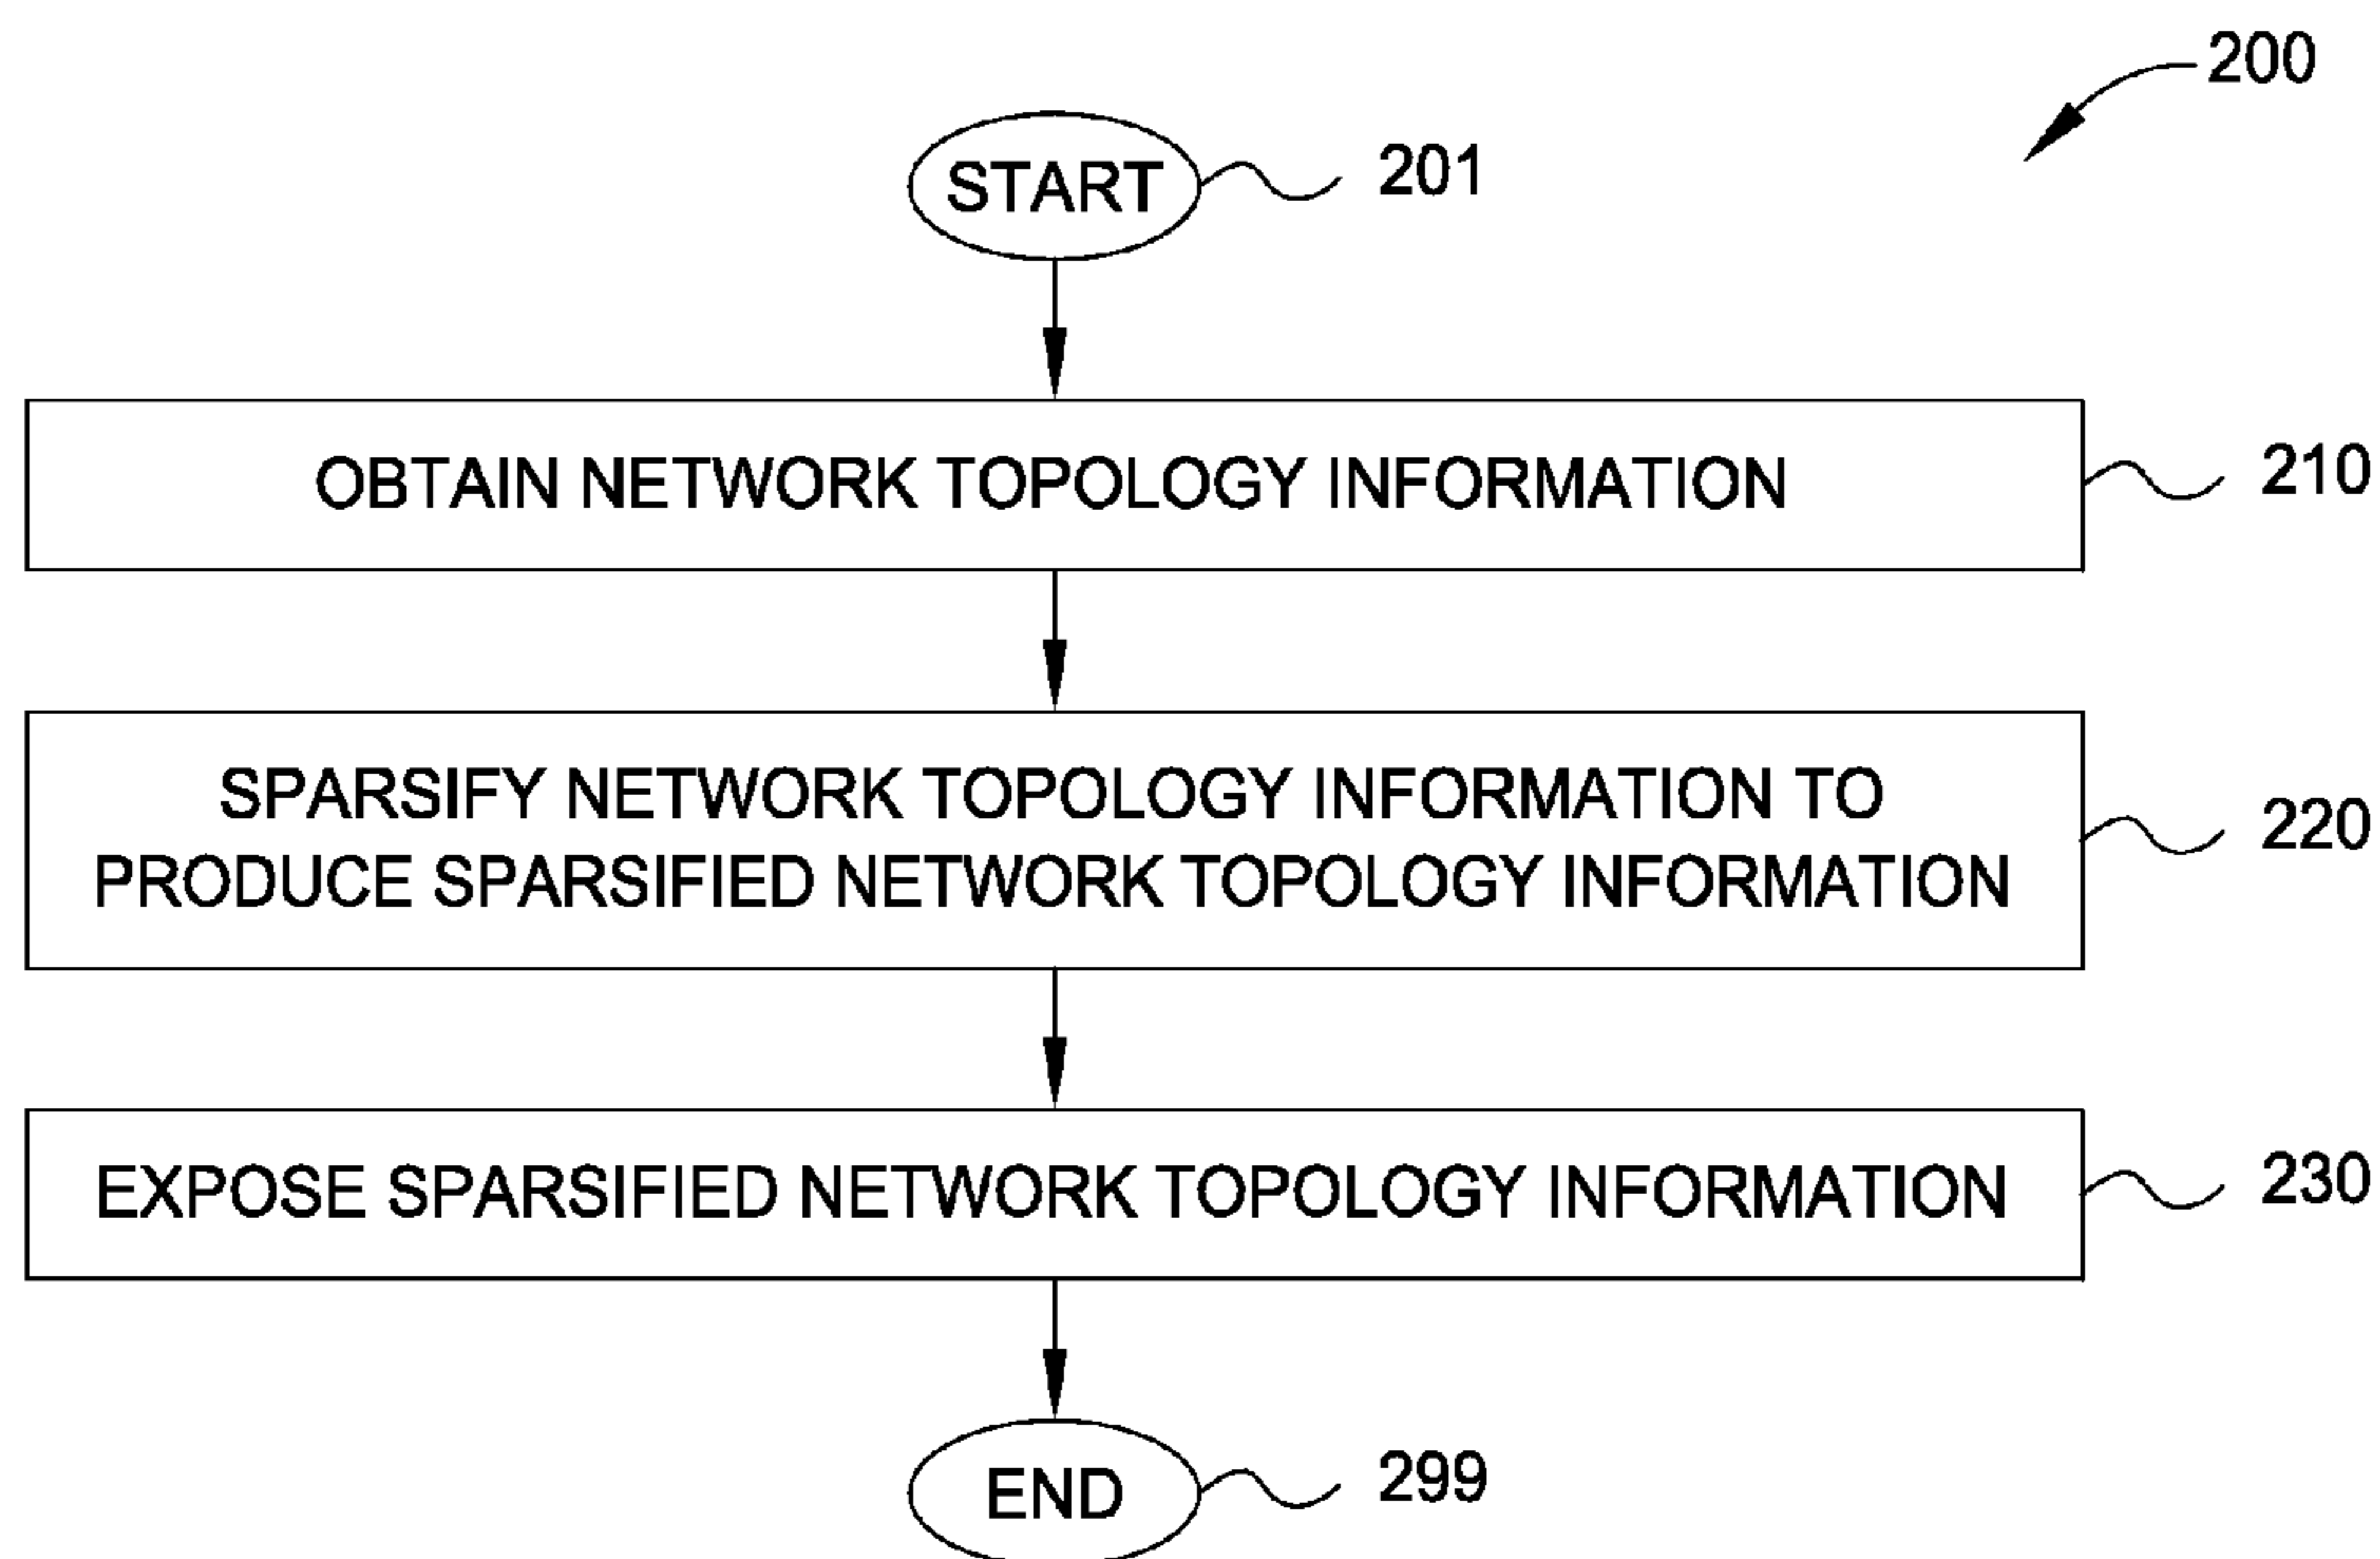 200
START
201
OBTAIN NETWORK TOPOLOGY INFORMATION
210
SPARSIFY NETWORK TOPOLOGY INFORMATION TO
PRODUCE SPARSIFIED NETWORK TOPOLOGY INFORMATION
220
EXPOSE SPARSIFIED NETWORK TOPOLOGY INFORMATION
230
END
299